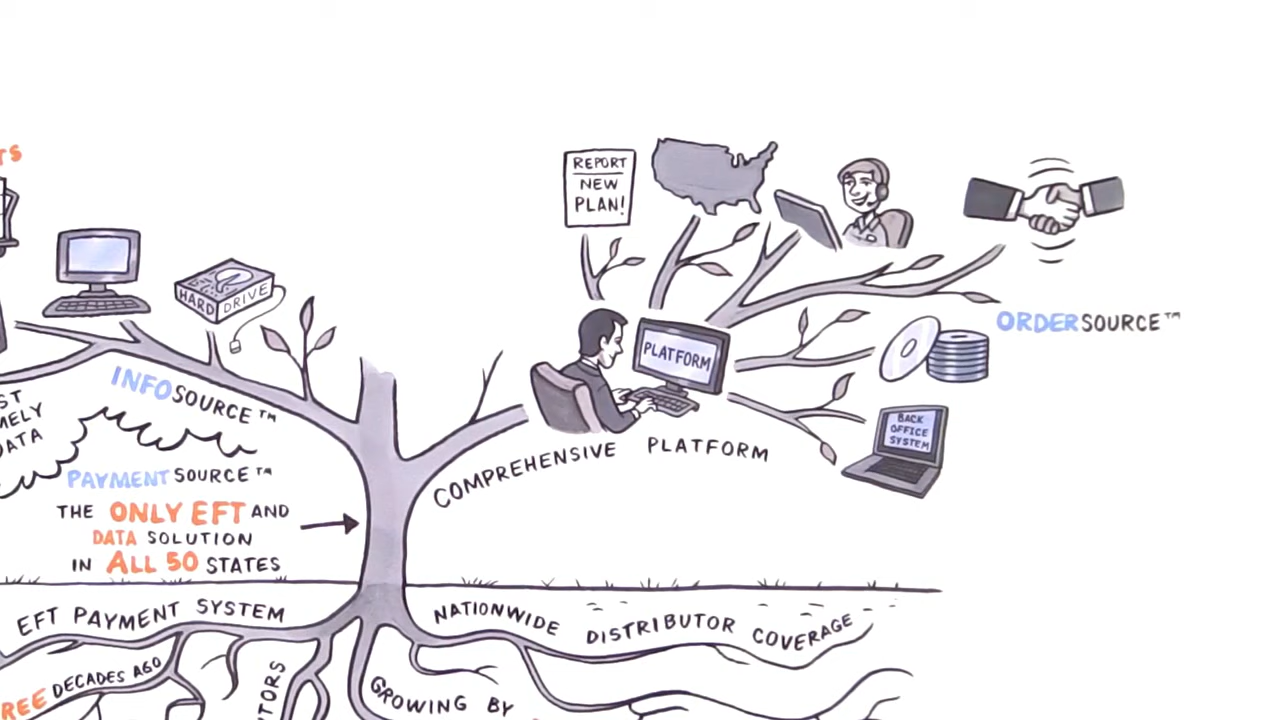 REPORT
NEW
PLAN!
HARD DRIVE
ORDERSOURCE™
PLATFORM
BACK
OFFICE
SYSTEM
INFOSOURCE™
DATA
COMPREHENSIVE PLATFORM
PAYMENTSOURCE™
THE ONLY EFT AND
DATA SOLUTION
IN ALL 50 STATES
EFT PAYMENT SYSTEM
NATIONWIDE DISTRIBUTOR COVERAGE
DECADES AGO
GROWING BY